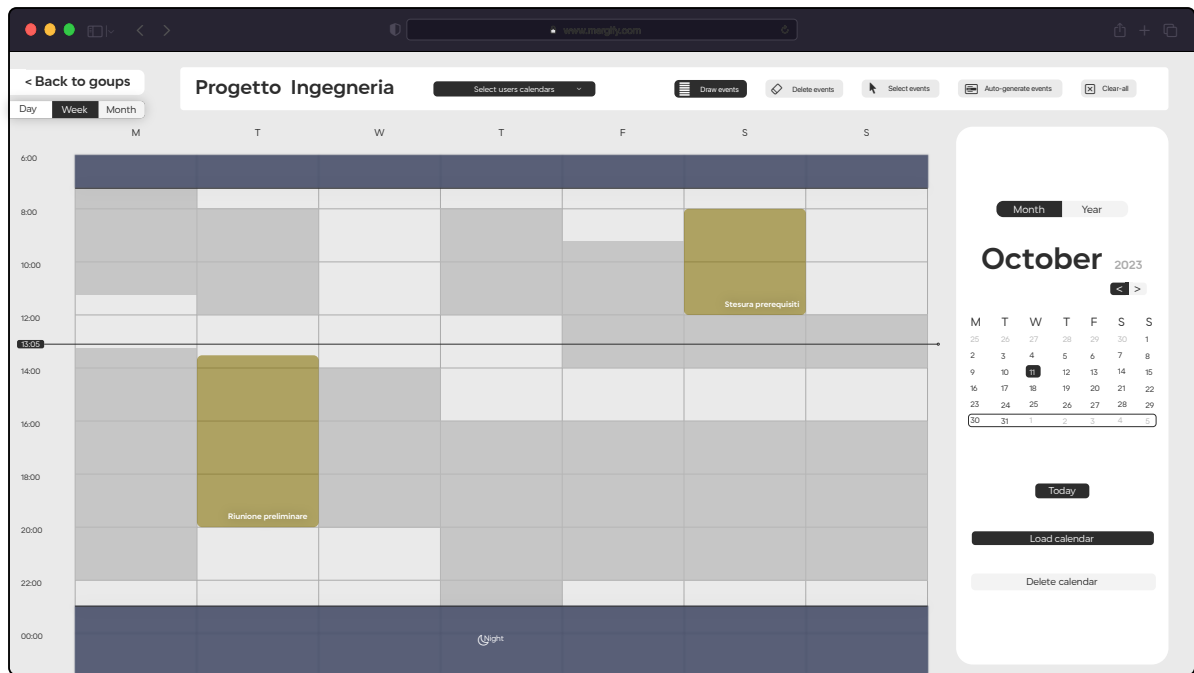 www.mergify.com
< Back to goups
Progetto Ingegneria
Select users calendars
Draw events
Delete events
Select events
Auto-generate events
Clear-all
Day Week Month
M T W T F S S
6:00
8:00
10:00
12:00
13:05
14:00
16:00
18:00
20:00
22:00
00:00
Stesura prerequisiti
Riunione preliminare
Night
Month Year
October 2023
< >
M T W T F S S
25 26 27 28 29 30 1
2 3 4 5 6 7 8
9 10 11 12 13 14 15
16 17 18 19 20 21 22
23 24 25 26 27 28 29
30 31 1 2 3 4 5
Today
Load calendar
Delete calendar